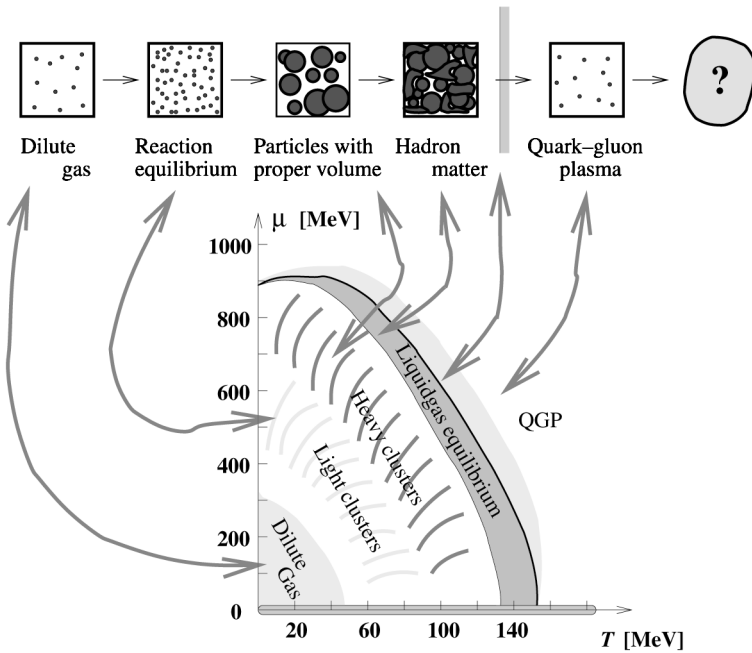 ?
Dilute
gas
Reaction
equilibrium
Particles with
proper volume
Hadron
matter
Quark–gluon
plasma
μ [MeV]
1000
800
600
400
200
0
Liquidgas equilibrium
Heavy clusters
Light clusters
Dilute
Gas
QGP
20 60 100 140
T [MeV]